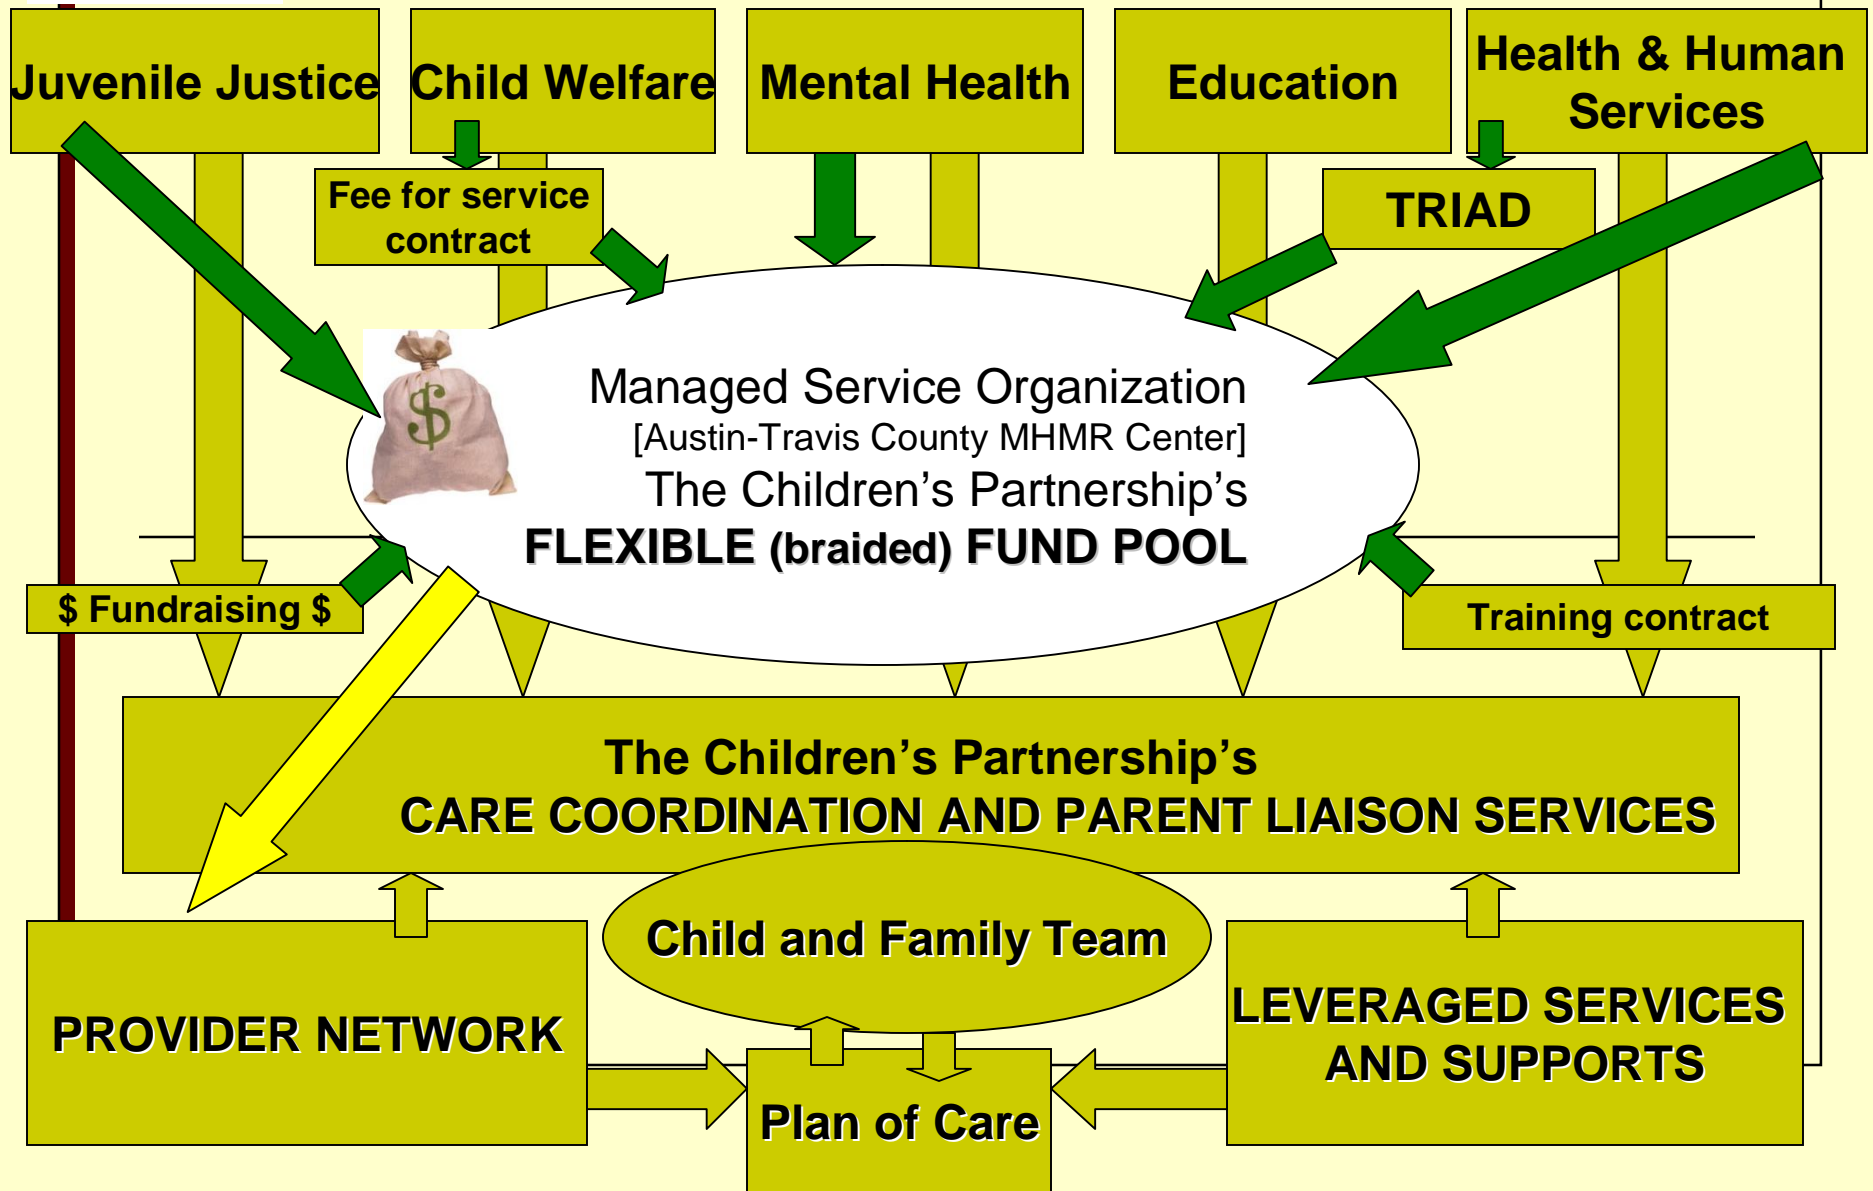 Juvenile Justice
Child Welfare
Mental Health
Education
Health & Human
Services
Fee for service
contract
TRIAD
$
Managed Service Organization
[Austin-Travis County MHMR Center]
The Children’s Partnership’s
FLEXIBLE (braided) FUND POOL
$ Fundraising $
Training contract
The Children’s Partnership’s
CARE COORDINATION AND PARENT LIAISON SERVICES
Child and Family Team
PROVIDER NETWORK
LEVERAGED SERVICES
AND SUPPORTS
Plan of Care